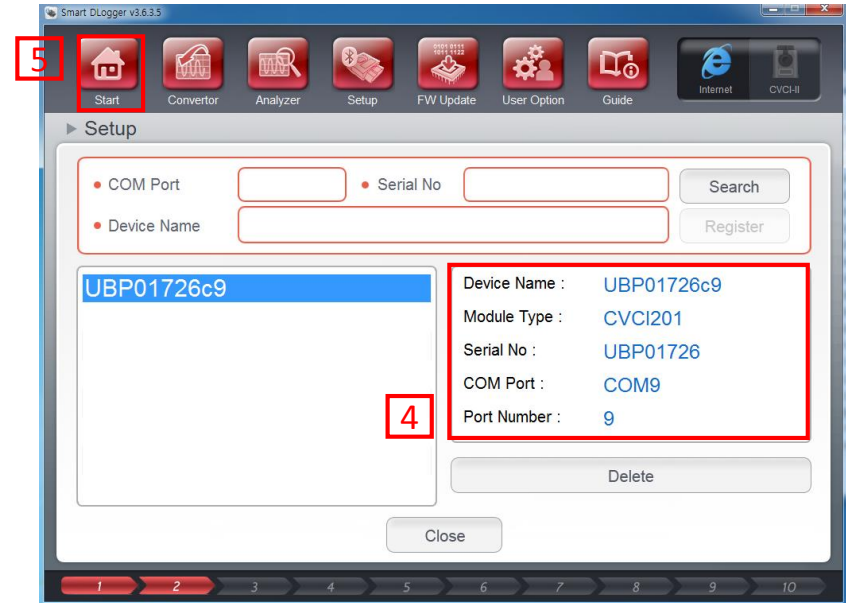 Smart DLogger v3.6.3.5
5
Start
Convertor
Analyzer
Setup
0101 0111
1011 1122
FW Update
User Option
Guide
Internet
CVCI-II
Setup
COM Port
Serial No
Search
Device Name
Register
UBP01726c9
Device Name : UBP01726c9
Module Type : CVCI201
Serial No : UBP01726
COM Port : COM9
Port Number : 9
4
Delete
Close
1 2 3 4 5 6 7 8 9 10